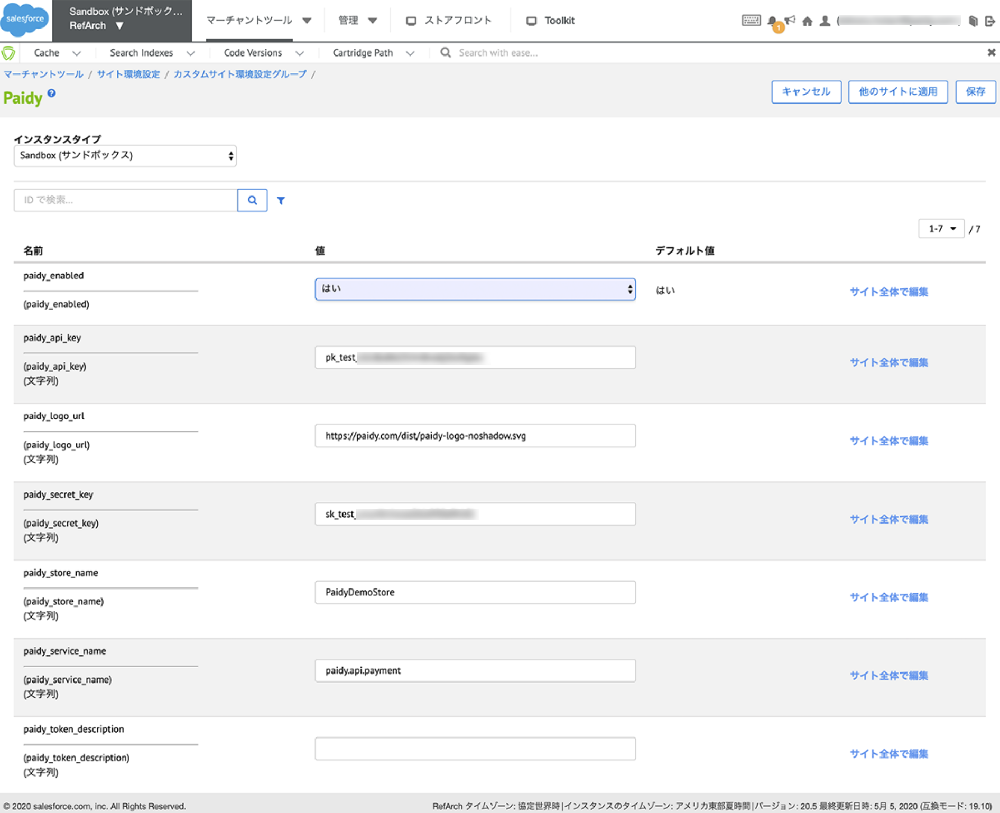 salesforce
Sandbox (サンドボック...
RefArch ▼
マーチャントツール
管理
ストアフロント
Toolkit
1
(
Cache
Search Indexes
Code Versions
Cartridge Path
Search with ease...
マーチャントツール / サイト環境設定 / カスタムサイト環境設定グループ /
Paidy
キャンセル
他のサイトに適用
保存
インスタンスタイプ
Sandbox (サンドボックス)
ID で検索...
1-7 / 7
名前 値 デフォルト値
paidy_enabled
(paidy_enabled)
はい
はい
サイト全体で編集
paidy_api_key
(paidy_api_key)
(文字列)
pk_test_
サイト全体で編集
paidy_logo_url
(paidy_logo_url)
(文字列)
https://paidy.com/dist/paidy-logo-noshadow.svg
サイト全体で編集
paidy_secret_key
(paidy_secret_key)
(文字列)
sk_test_
サイト全体で編集
paidy_store_name
(paidy_store_name)
(文字列)
PaidyDemoStore
サイト全体で編集
paidy_service_name
(paidy_service_name)
(文字列)
paidy.api.payment
サイト全体で編集
paidy_token_description
(paidy_token_description)
(文字列)
サイト全体で編集
© 2020 salesforce.com, inc. All Rights Reserved.
RefArch タイムゾーン: 協定世界時 | インスタンスのタイムゾーン: アメリカ東部夏時間 | バージョン: 20.5 最終更新日時: 5月 5, 2020 (互換モード: 19.10)